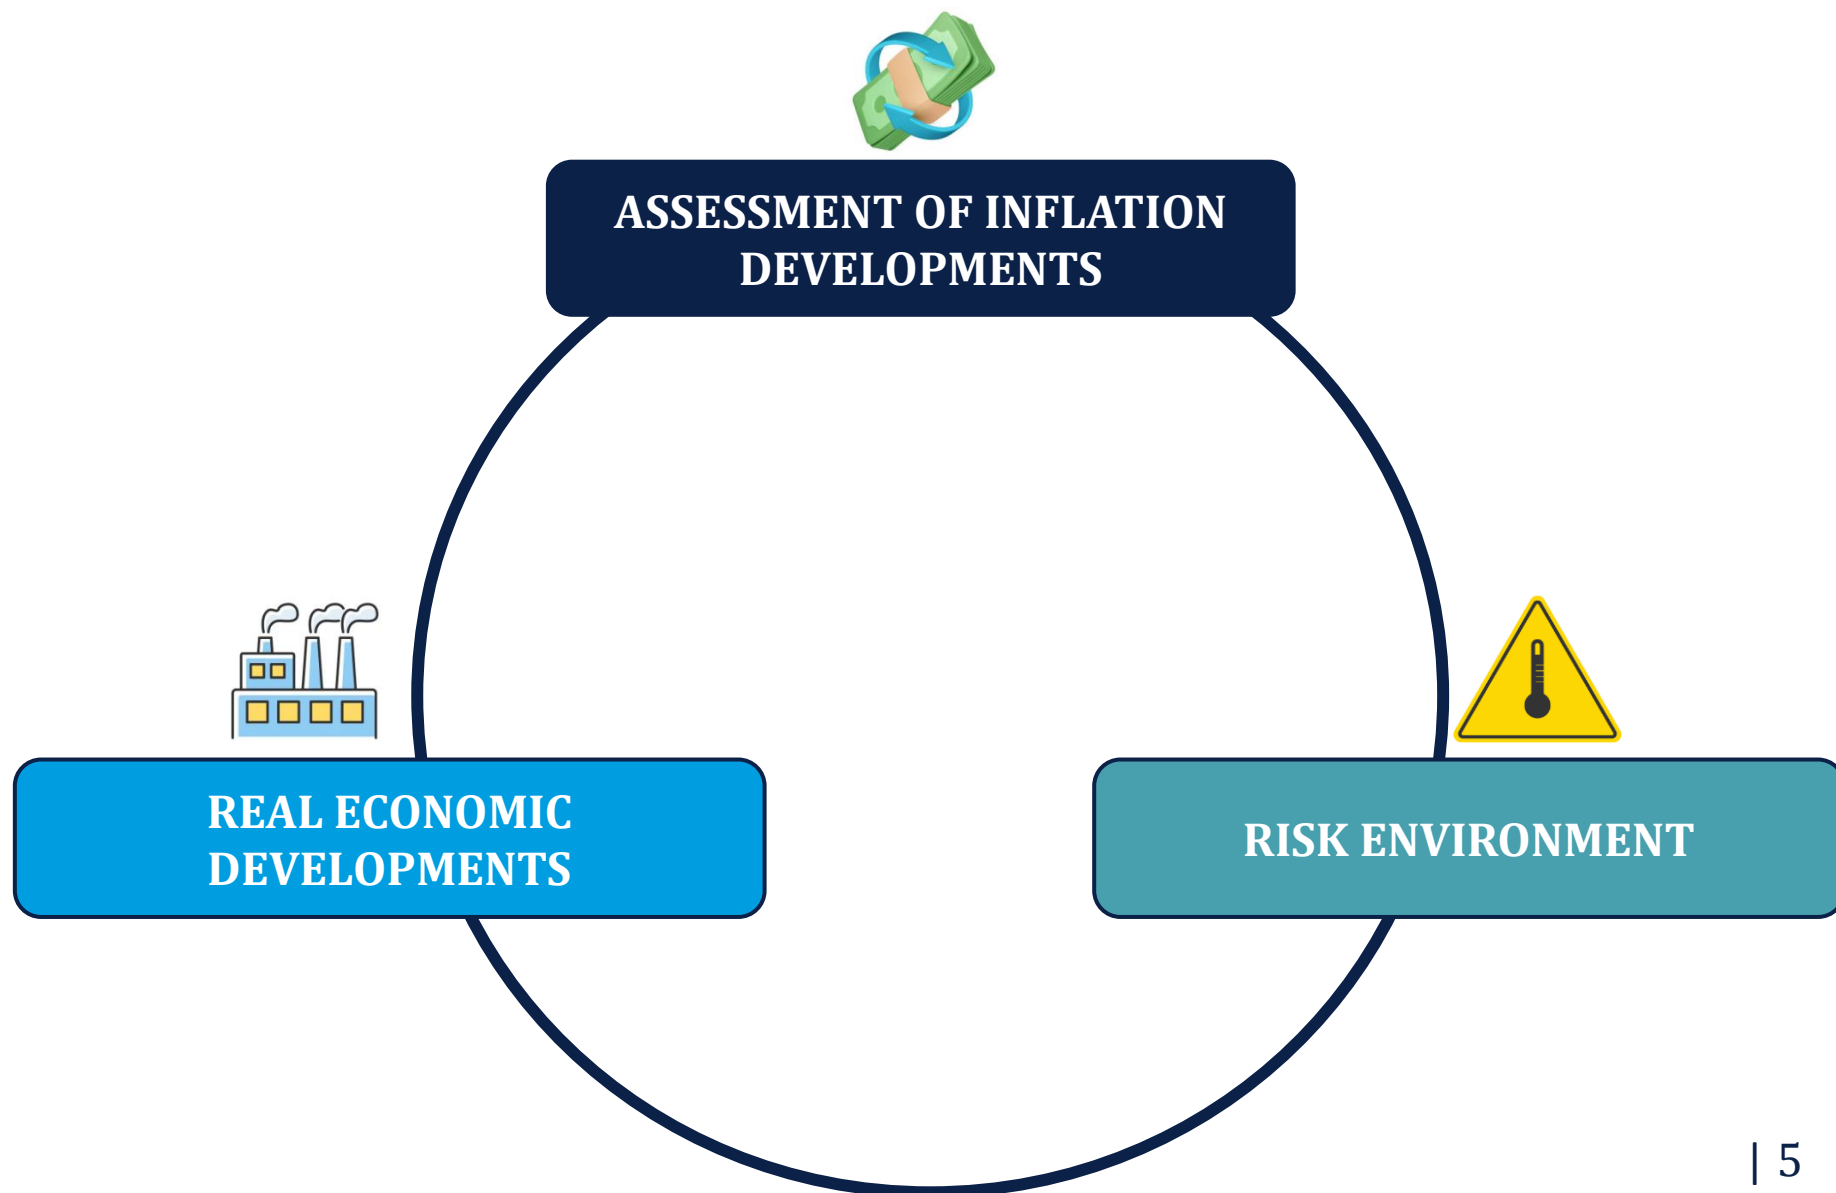 ASSESSMENT OF INFLATION
DEVELOPMENTS
REAL ECONOMIC
DEVELOPMENTS
RISK ENVIRONMENT
| 5